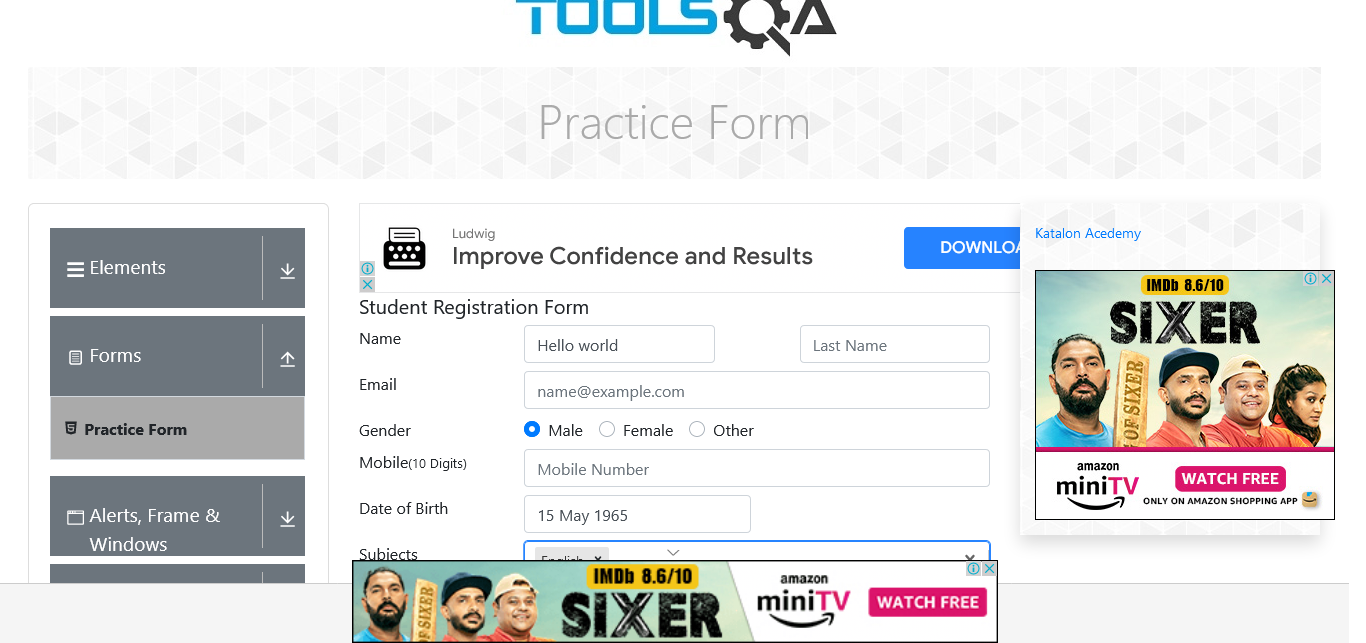 TOOLSQA
Practice Form
Elements
Forms
Practice Form
Alerts, Frame &
Windows
Ludwig
Improve Confidence and Results
DOWNLOA
Student Registration Form
Name
Hello world
Last Name
Email
name@example.com
Gender
Male
Female
Other
Mobile(10 Digits)
Mobile Number
Date of Birth
15 May 1965
Subjects
English
Katalon Acedemy
IMDb 8.6/10
SIXER
OF SIXER
amazon
miniTV
WATCH FREE
ONLY ON AMAZON SHOPPING APP
OF SIXER
IMDb 8.6/10
SIXER
amazon
miniTV
WATCH FREE